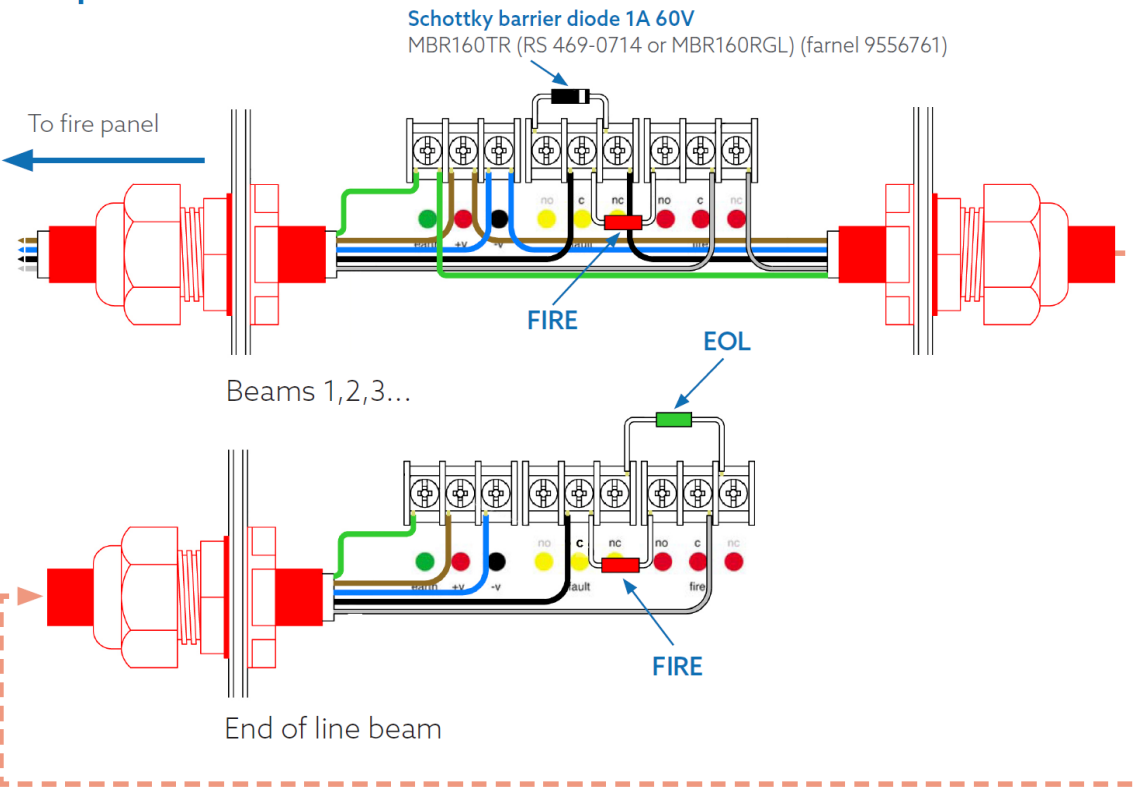 Schottky barrier diode 1A 60V
MBR160TR (RS 469-0714 or MBR160RGL) (farnel 9556761)
To fire panel
no c nc no c nc
+v -v
FIRE
EOL
Beams 1,2,3...
no c nc no c nc
+v -v fire
FIRE
End of line beam